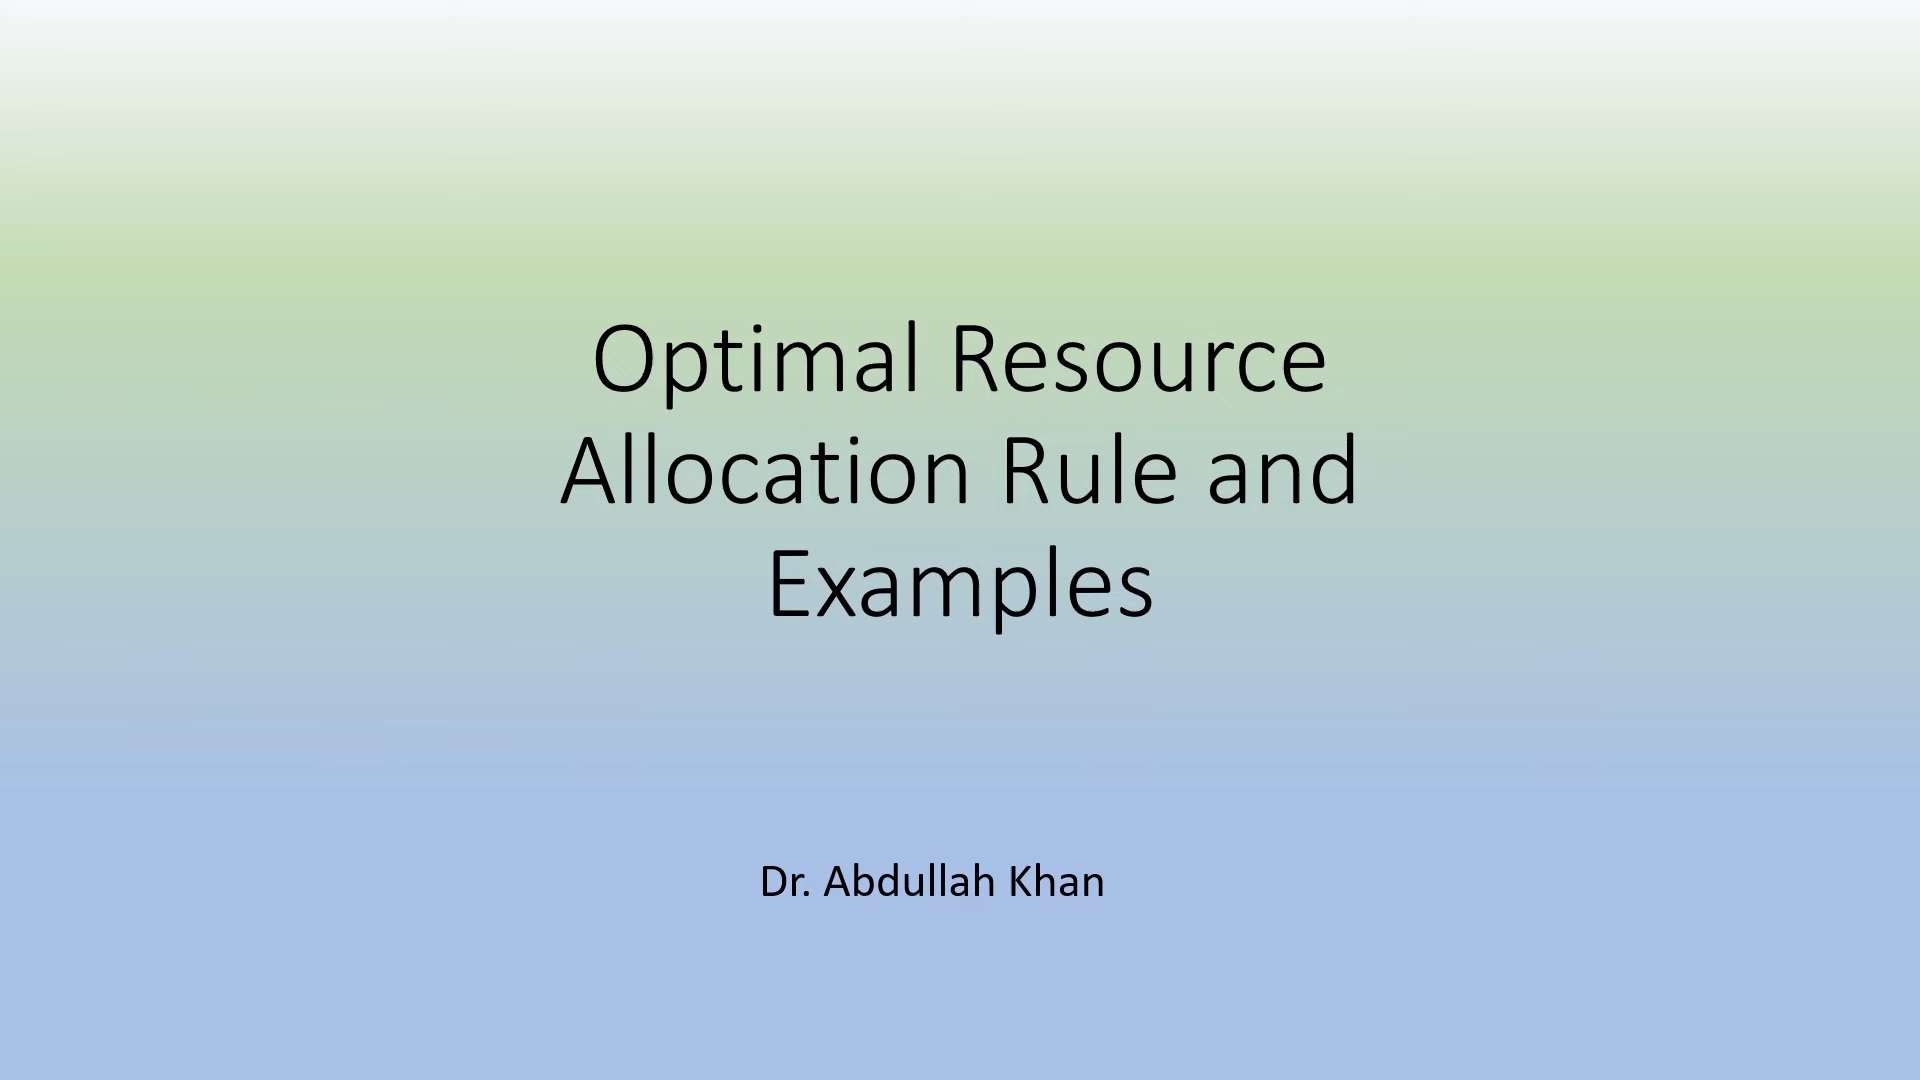 Optimal Resource
Allocation Rule and
Examples
Dr. Abdullah Khan